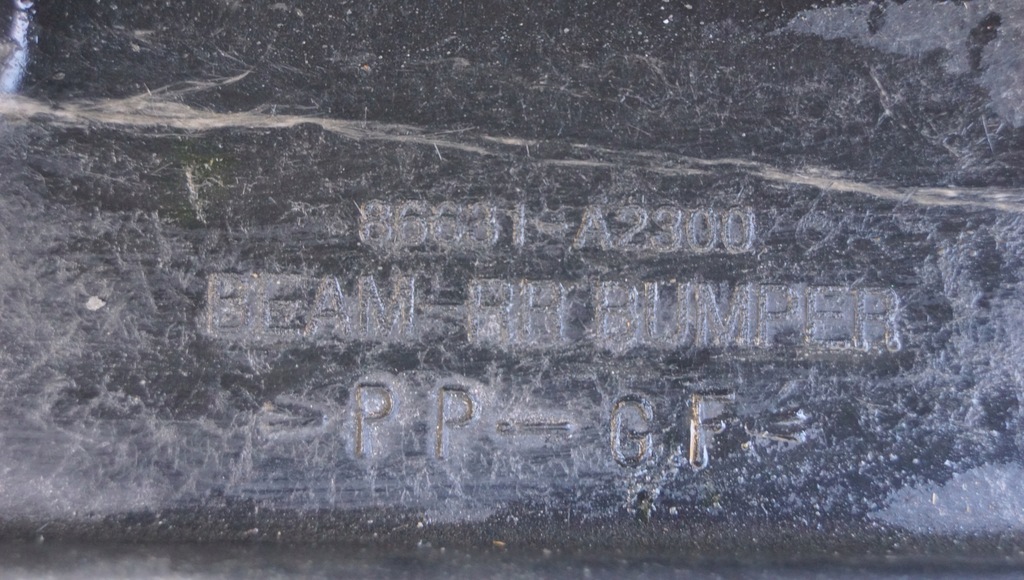 86631-A2300
BEAM-RR BUMPER
>PP-GF<